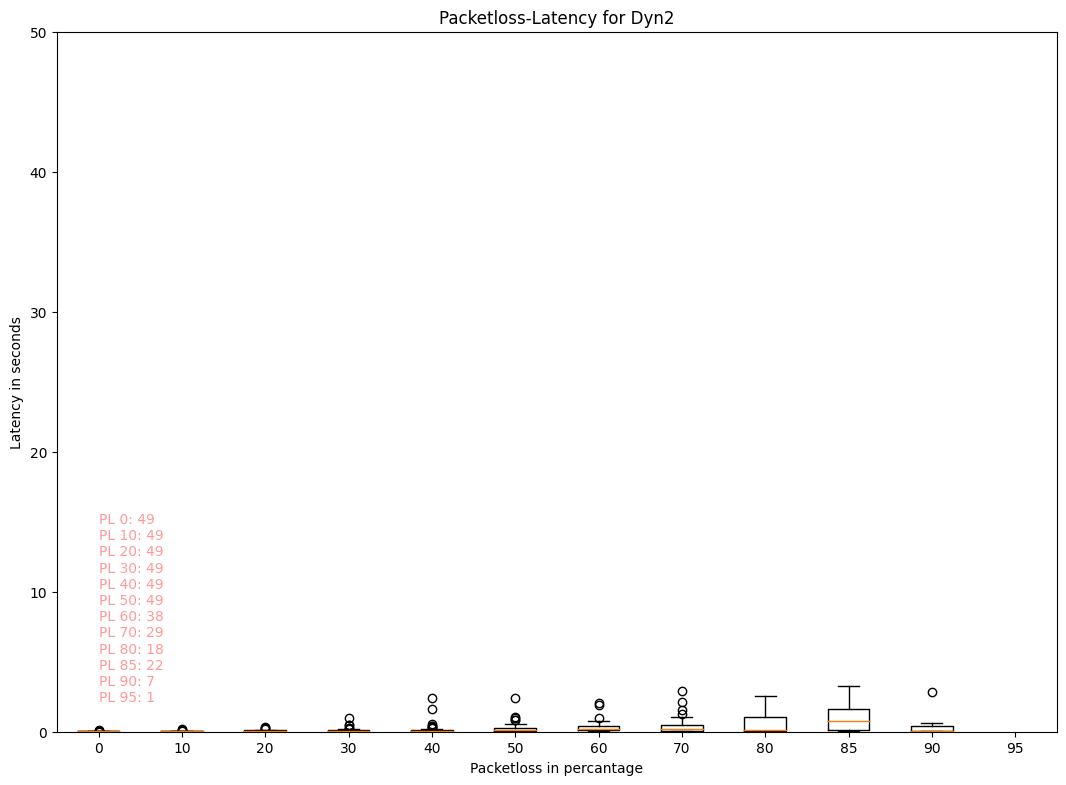 Packetloss-Latency for Dyn2
50
40
30
20
10
0
Latency in seconds
PL 0: 49
PL 10: 49
PL 20: 49
PL 30: 49
PL 40: 49
PL 50: 49
PL 60: 38
PL 70: 29
PL 80: 18
PL 85: 22
PL 90: 7
PL 95: 1
0 10 20 30 40 50 60 70 80 85 90 95
Packetloss in percantage